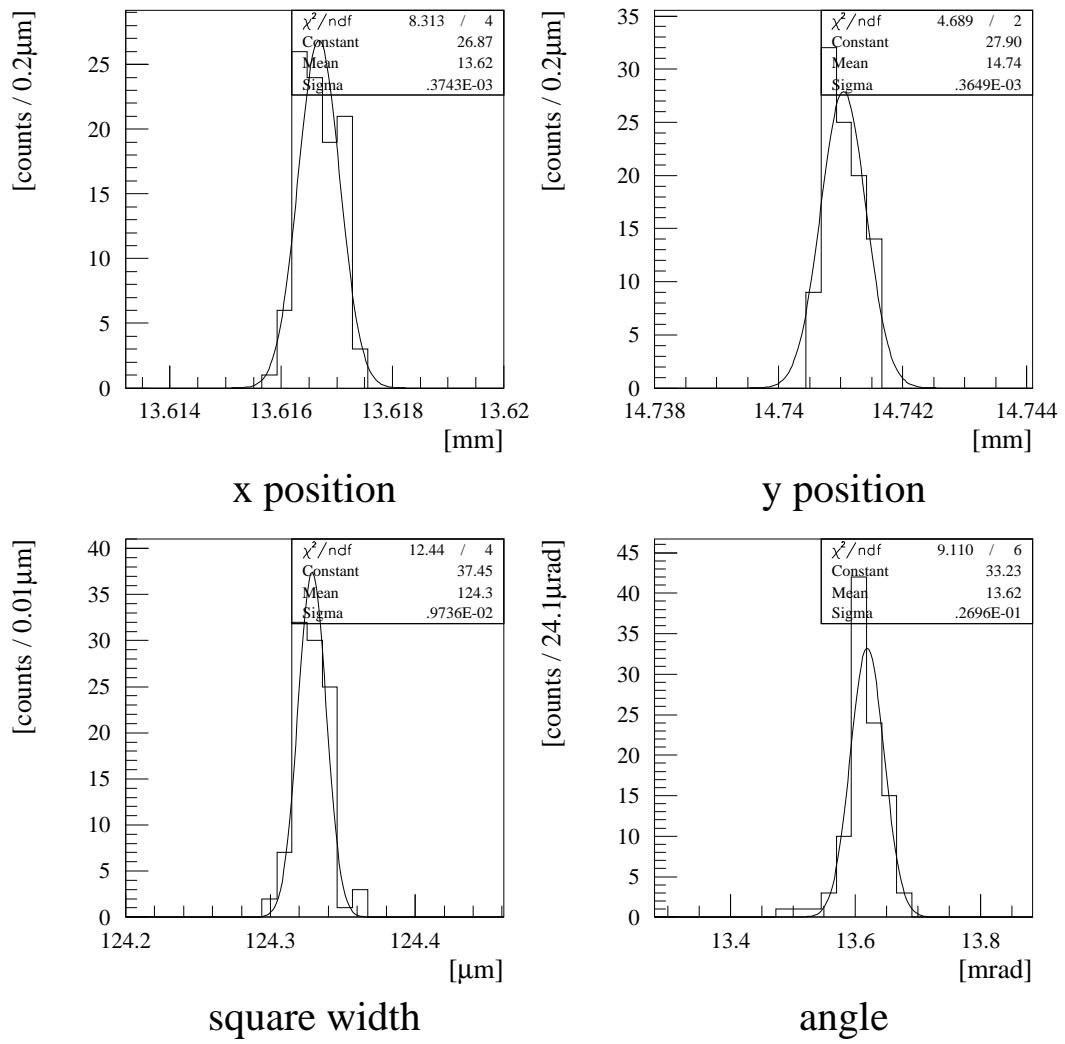 χ²/ndf 8.313 / 4
Constant 26.87
Mean 13.62
Sigma .3743E-03
[counts / 0.2μm]
25
20
15
10
5
0
13.614 13.616 13.618 13.62
[mm]
x position
χ²/ndf 4.689 / 2
Constant 27.90
Mean 14.74
Sigma .3649E-03
[counts / 0.2μm]
35
30
25
20
15
10
5
0
14.738 14.74 14.742 14.744
[mm]
y position
χ²/ndf 12.44 / 4
Constant 37.45
Mean 124.3
Sigma .9736E-02
[counts / 0.01μm]
40
35
30
25
20
15
10
5
0
124.2 124.3 124.4
[μm]
square width
χ²/ndf 9.110 / 6
Constant 33.23
Mean 13.62
Sigma .2696E-01
[counts / 24.1μrad]
45
40
35
30
25
20
15
10
5
0
13.4 13.6 13.8
[mrad]
angle